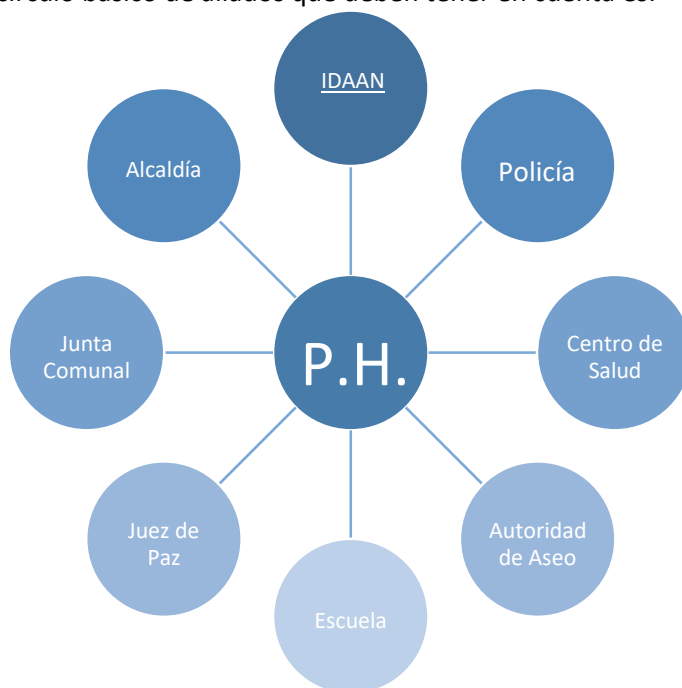 círculo básico de aliados que deben tener en cuenta es:
IDAAN
Alcaldía
Policía
Junta
Comunal
P.H.
Centro de
Salud
Juez de
Paz
Autoridad
de Aseo
Escuela